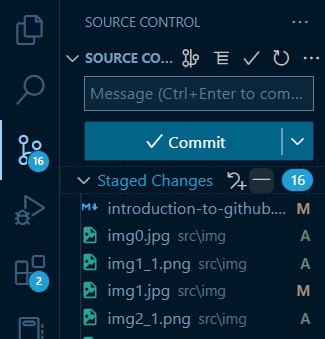 SOURCE CONTROL
SOURCE CO...
Message (Ctrl+Enter to com...
Commit
16
Staged Changes 16
introduction-to-github.... M
img0.jpg src\img A
img1_1.png src\img A
2
img1.jpg src\img M
img2_1.png src\img A